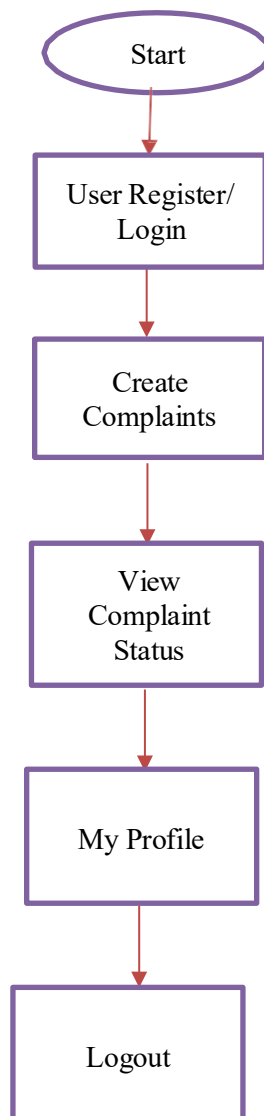 Start
User Register/
Login
Create
Complaints
View
Complaint
Status
My Profile
Logout